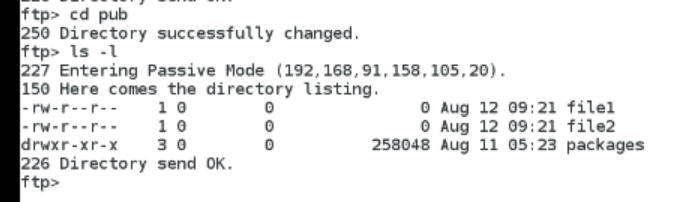 ftp> cd pub
250 Directory successfully changed.
ftp> ls -l
227 Entering Passive Mode (192,168,91,158,105,20).
150 Here comes the directory listing.
-rw-r--r--    1 0        0               0 Aug 12 09:21 file1
-rw-r--r--    1 0        0               0 Aug 12 09:21 file2
drwxr-xr-x    3 0        0          258048 Aug 11 05:23 packages
226 Directory send OK.
ftp>